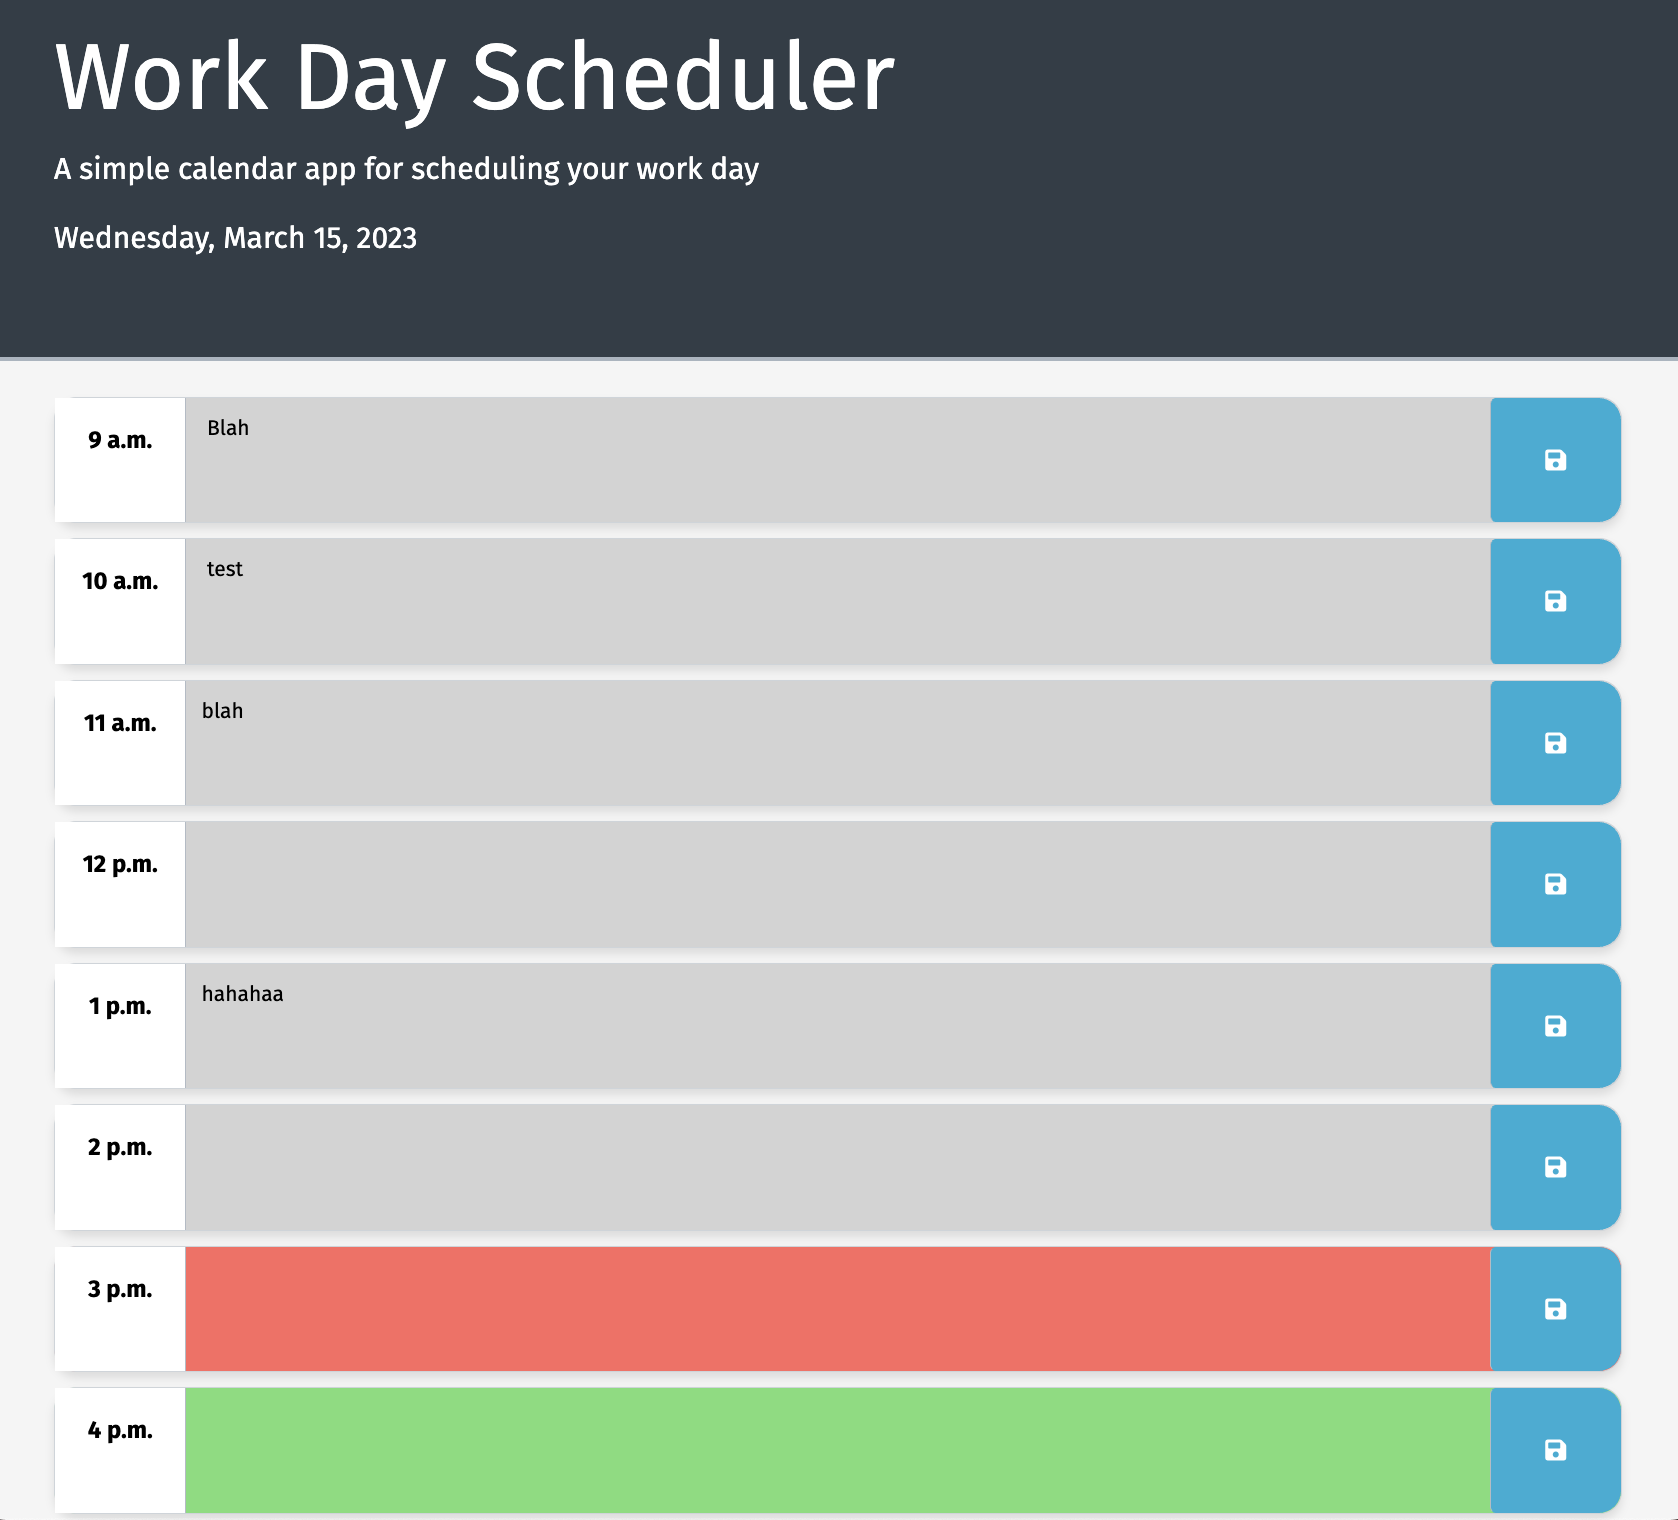 Work Day Scheduler
A simple calendar app for scheduling your work day
Wednesday, March 15, 2023
9 a.m. Blah
10 a.m. test
11 a.m. blah
12 p.m.
1 p.m. hahahaa
2 p.m.
3 p.m.
4 p.m.